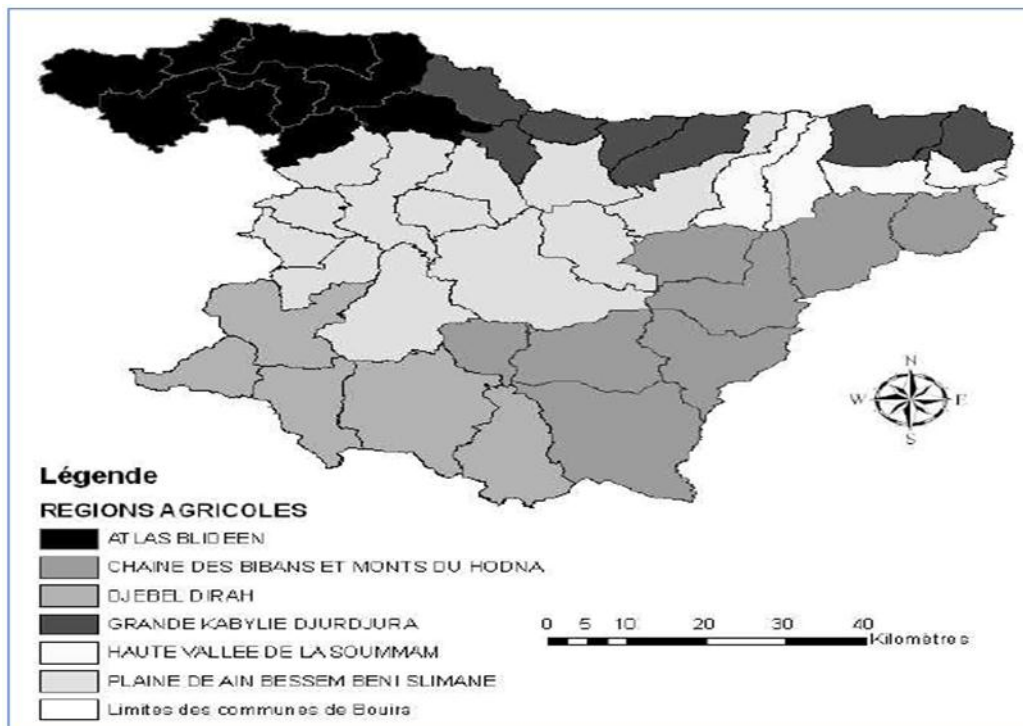 N
W E
S
Légende
REGIONS AGRICOLES
ATLAS BLIDEEN
CHAINE DES BIBANS ET MONTS DU HODNA
DJEBEL DIRAH
GRANDE KABYLIE DJURDJURA
HAUTE VALLEE DE LA SOUMMAM
PLAINE DE AIN BESSEM BENI SLIMANE
Limites des communes de Bouira
0 5 10 20 30 40
Kilomètres